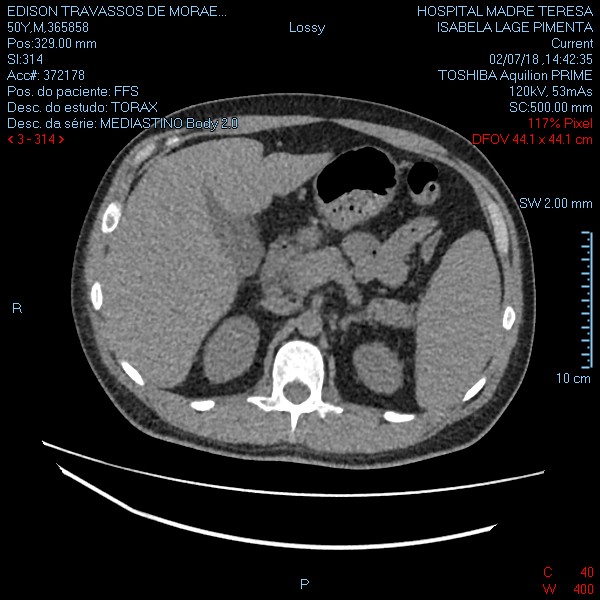 EDISON TRAVASSOS DE MORAE...
50Y,M,365858
Pos:329.00 mm
SI:314
Acc#: 372178
Pos. do paciente: FFS
Desc. do estudo: TORAX
Desc. da série: MEDIASTINO Body 2.0
< 3 - 314 >
Lossy
HOSPITAL MADRE TERESA
ISABELA LAGE PIMENTA
Current
02/07/18 ,14:42:35
TOSHIBA Aquilion PRIME
120kV, 53mAs
SC:500.00 mm
117% Pixel
DFOV 44.1 x 44.1 cm
SW 2.00 mm
R
10 cm
P
C 40
W 400